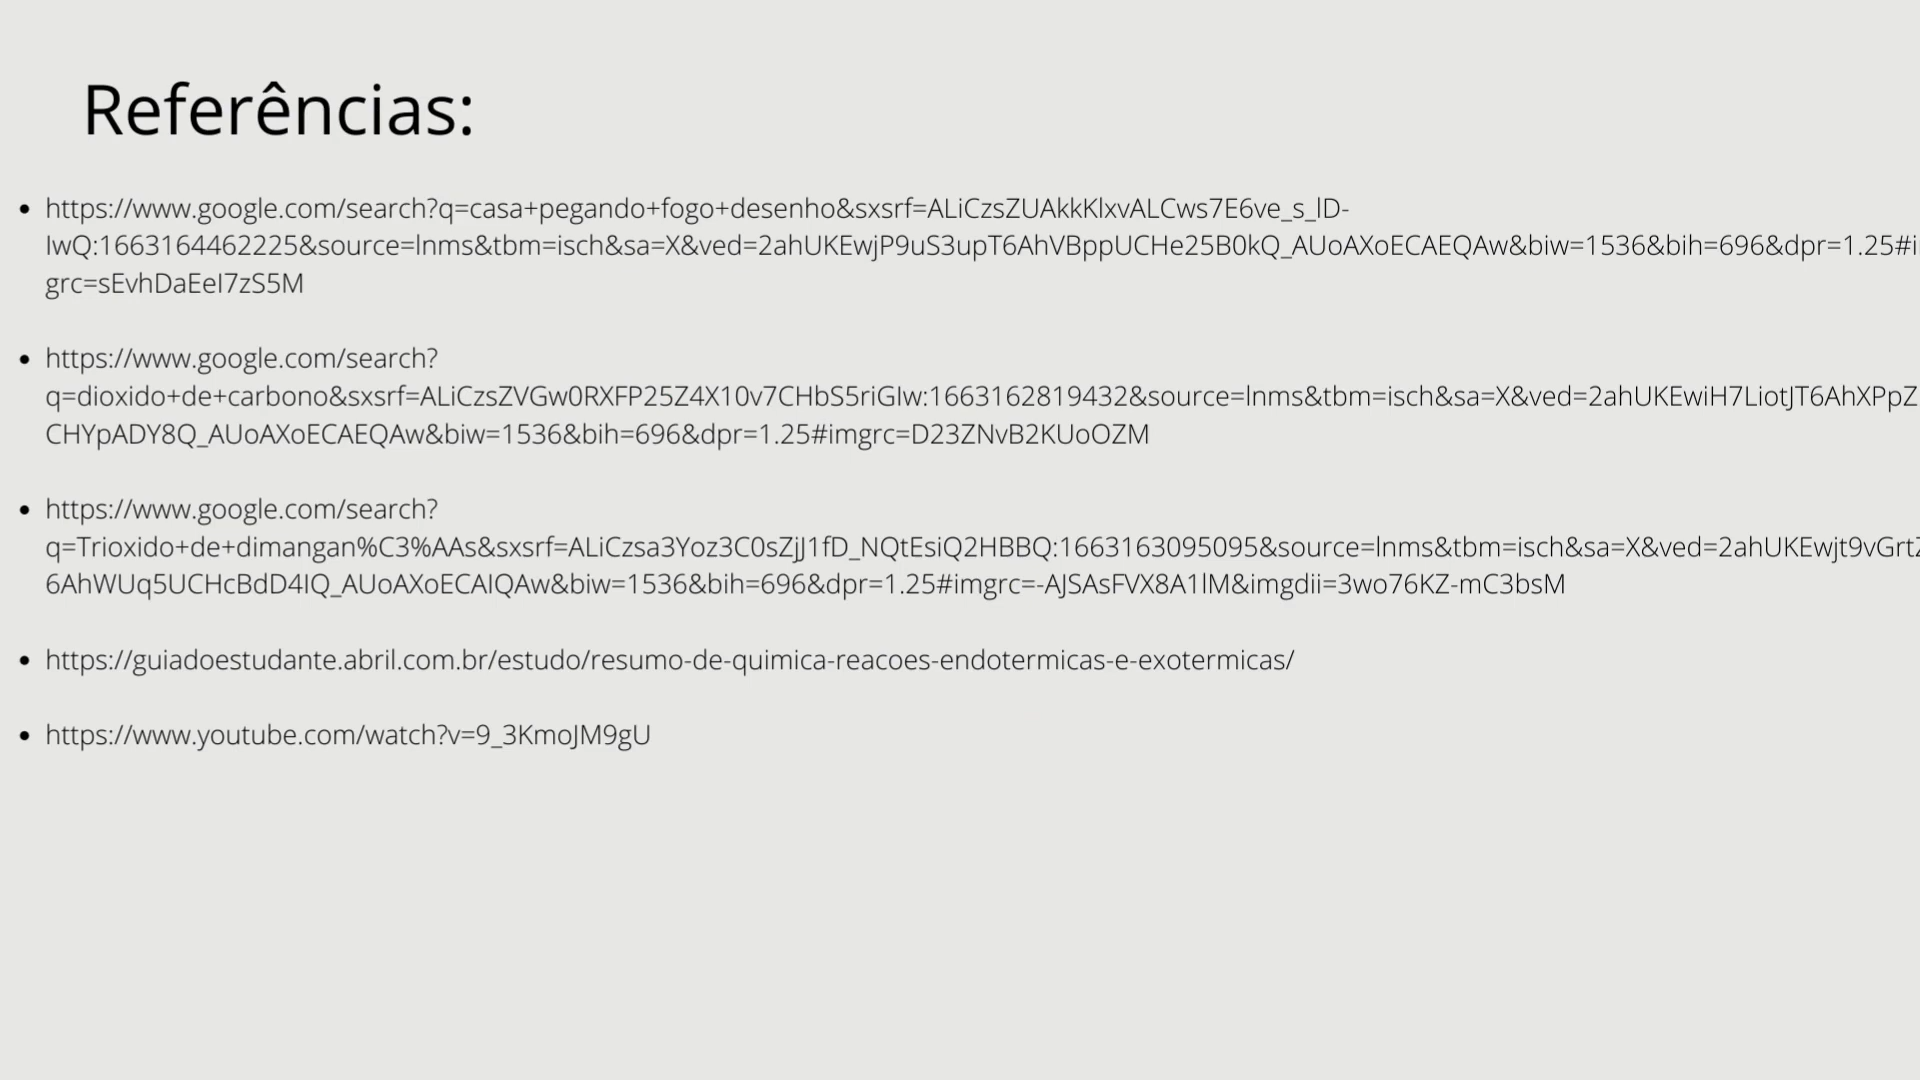 Referências:
https://www.google.com/search?q=casa+pegando+fogo+desenho&sxsrf=ALiCzsZUAkkKlxvALCws7E6ve_s_lD-
IwQ:1663164462225&source=lnms&tbm=isch&sa=X&ved=2ahUKEwjP9uS3upT6AhVBppUCHe25B0kQ_AUoAXoECAEQAw&biw=1536&bih=696&dpr=1.25#i
grc=sEvhDaEeI7zS5M
https://www.google.com/search?
q=dioxido+de+carbono&sxsrf=ALiCzsZVGw0RXFP25Z4X10v7CHbS5riGIw:1663162819432&source=lnms&tbm=isch&sa=X&ved=2ahUKEwiH7LiotJT6AhXPpZ
CHYpADY8Q_AUoAXoECAEQAw&biw=1536&bih=696&dpr=1.25#imgrc=D23ZNvB2KUoOZM
https://www.google.com/search?
q=Trioxido+de+dimangan%C3%AAs&sxsrf=ALiCzsa3Yoz3C0sZjJ1fD_NQtEsiQ2HBBQ:1663163095095&source=lnms&tbm=isch&sa=X&ved=2ahUKEwjt9vGrtZ
6AhWUq5UCHcBdD4IQ_AUoAXoECAIQAw&biw=1536&bih=696&dpr=1.25#imgrc=-AJSAsFVX8A1lM&imgdii=3wo76KZ-mC3bsM
https://guiadoestudante.abril.com.br/estudo/resumo-de-quimica-reacoes-endotermicas-e-exotermicas/
https://www.youtube.com/watch?v=9_3KmoJM9gU